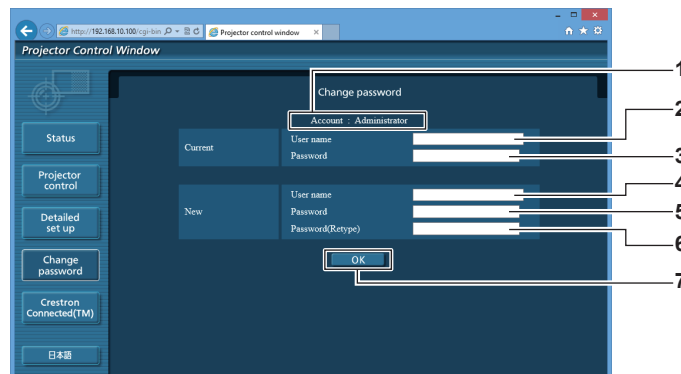 http://192.168.10.100/cgi-bin
Projector control window
Projector Control Window
Change password
1
Account : Administrator
2
Status
Current
User name
Password
3
Projector
control
4
New
User name
Password
Password(Retype)
5
6
Detailed
set up
Change
password
OK
7
Crestron
Connected(TM)
日本語